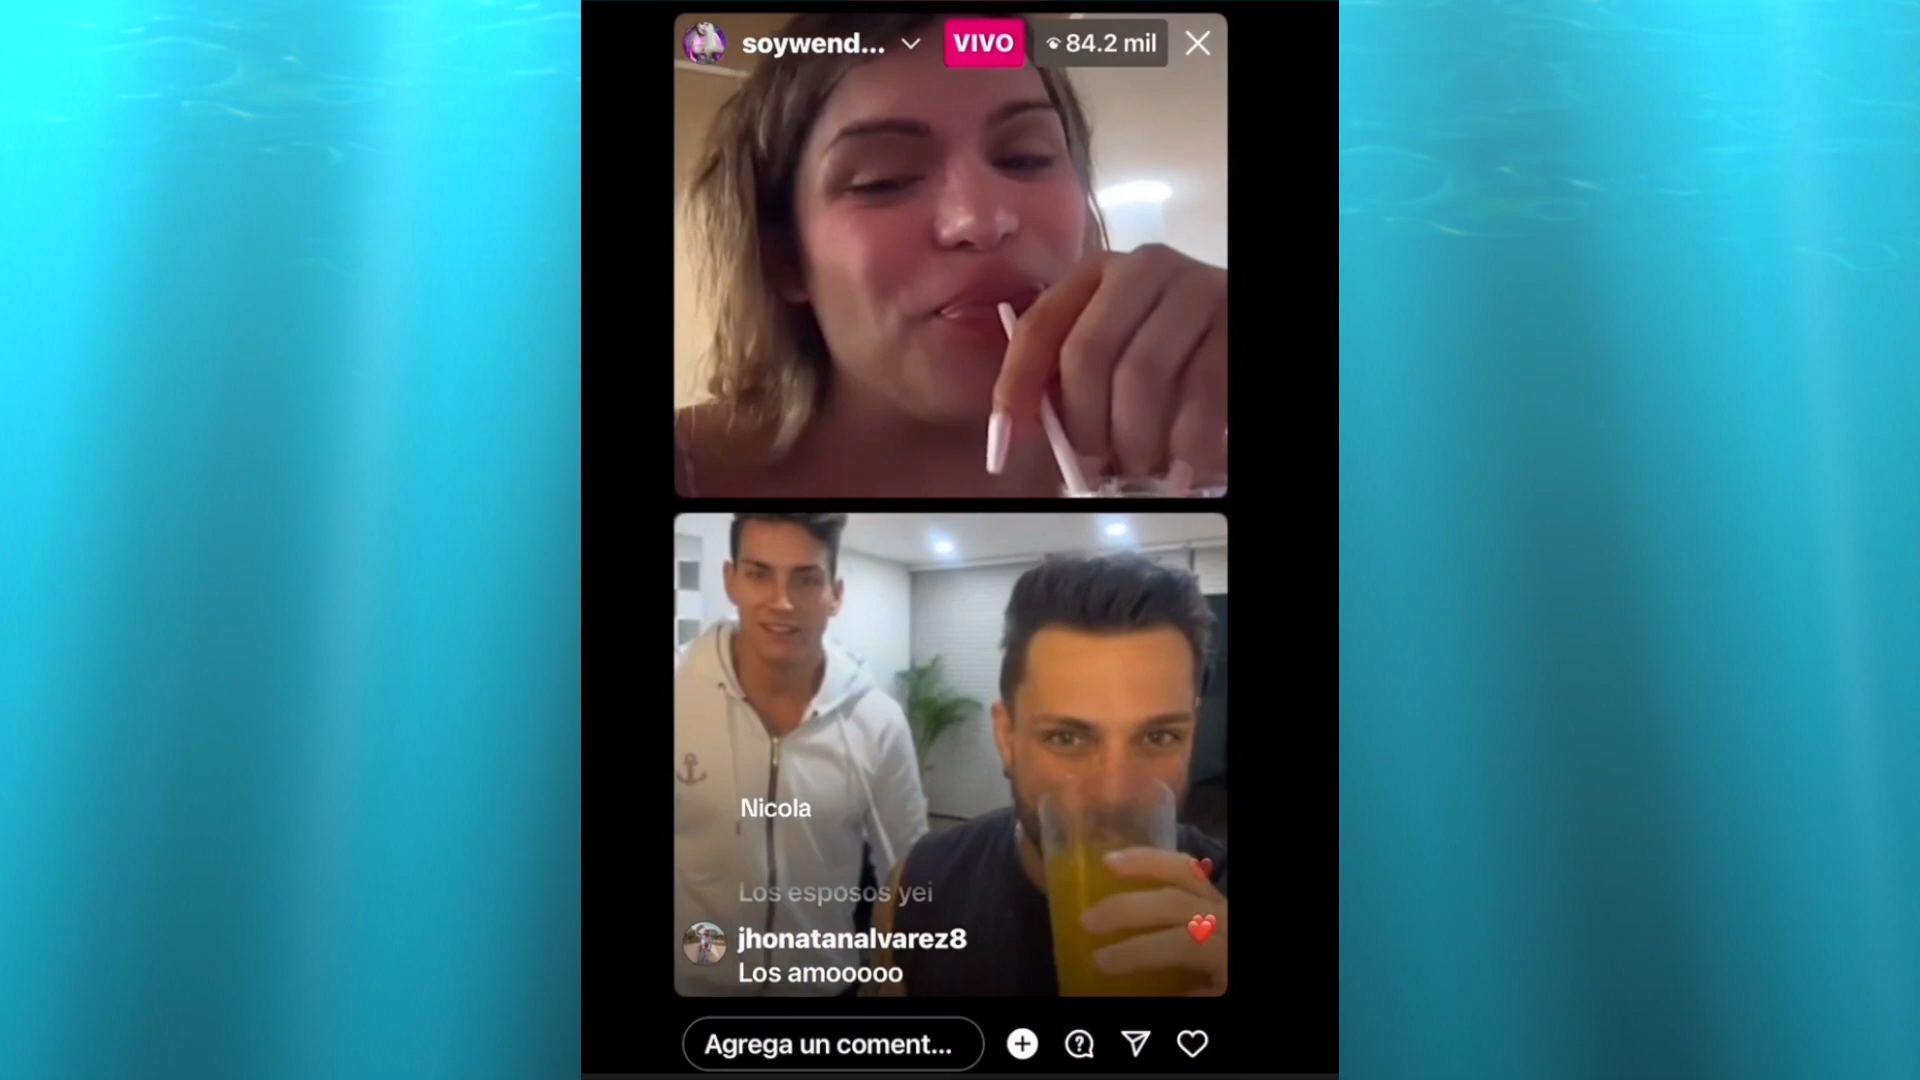 soywend...
VIVO
84.2 mil
Nicola
Los esposos yei
jhonatanalvarez8
Los amooooo
Agrega un coment...